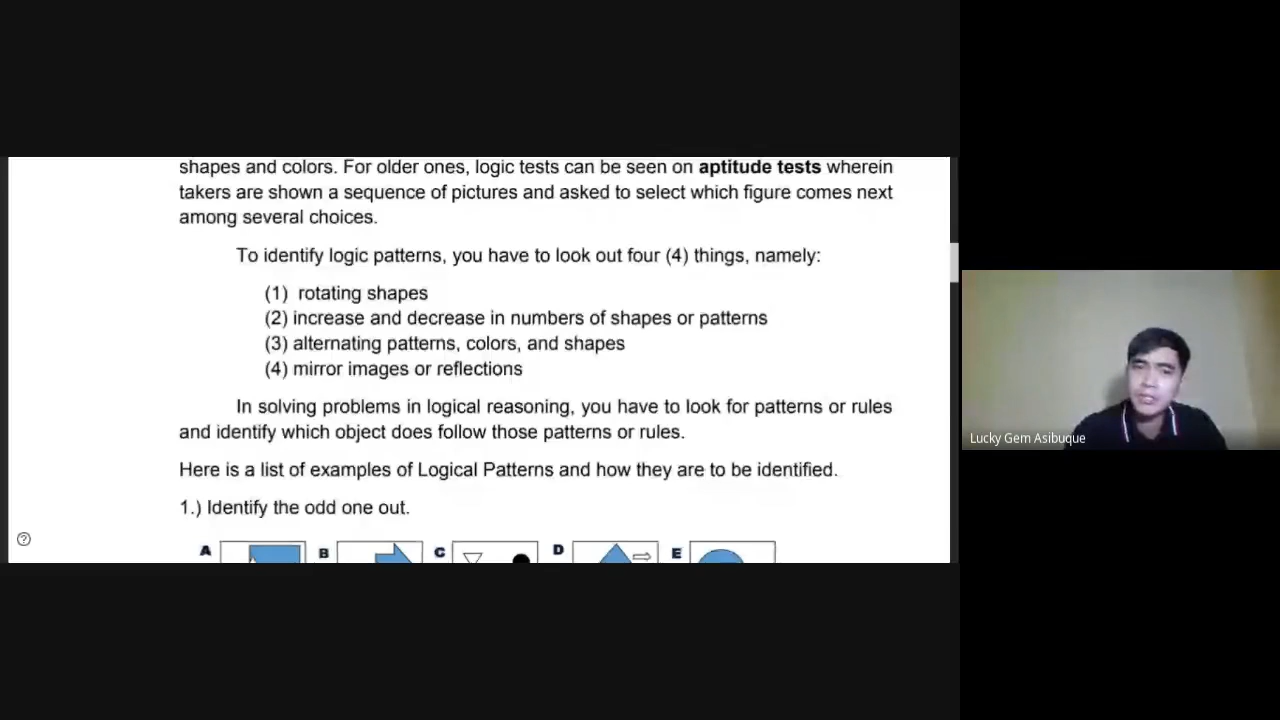 shapes and colors. For older ones, logic tests can be seen on aptitude tests wherein
takers are shown a sequence of pictures and asked to select which figure comes next
among several choices.
To identify logic patterns, you have to look out four (4) things, namely:
(1) rotating shapes
(2) increase and decrease in numbers of shapes or patterns
(3) alternating patterns, colors, and shapes
(4) mirror images or reflections
In solving problems in logical reasoning, you have to look for patterns or rules
and identify which object does follow those patterns or rules.
Here is a list of examples of Logical Patterns and how they are to be identified.
1.) Identify the odd one out.
A B C D E
?
Lucky Gem Asibuque